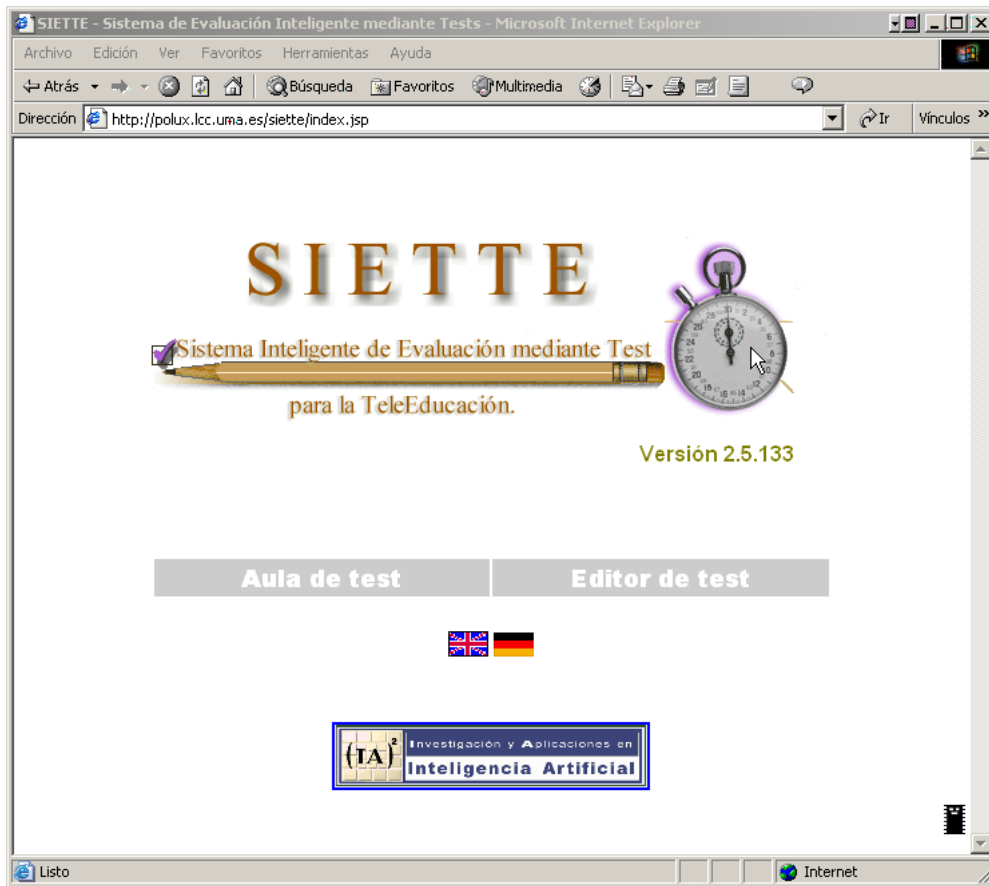 SIETTE - Sistema de Evaluación Inteligente mediante Tests - Microsoft Internet Explorer
Archivo Edición Ver Favoritos Herramientas Ayuda
Atrás Búsqueda Favoritos Multimedia
Dirección http://polux.lcc.uma.es/siette/index.jsp Ir Vínculos »
SIETTE
Sistema Inteligente de Evaluación mediante Test
para la TeleEducación.
Versión 2.5.133
Aula de test Editor de test
(IA)² Investigación y Aplicaciones en
Inteligencia Artificial
Listo Internet